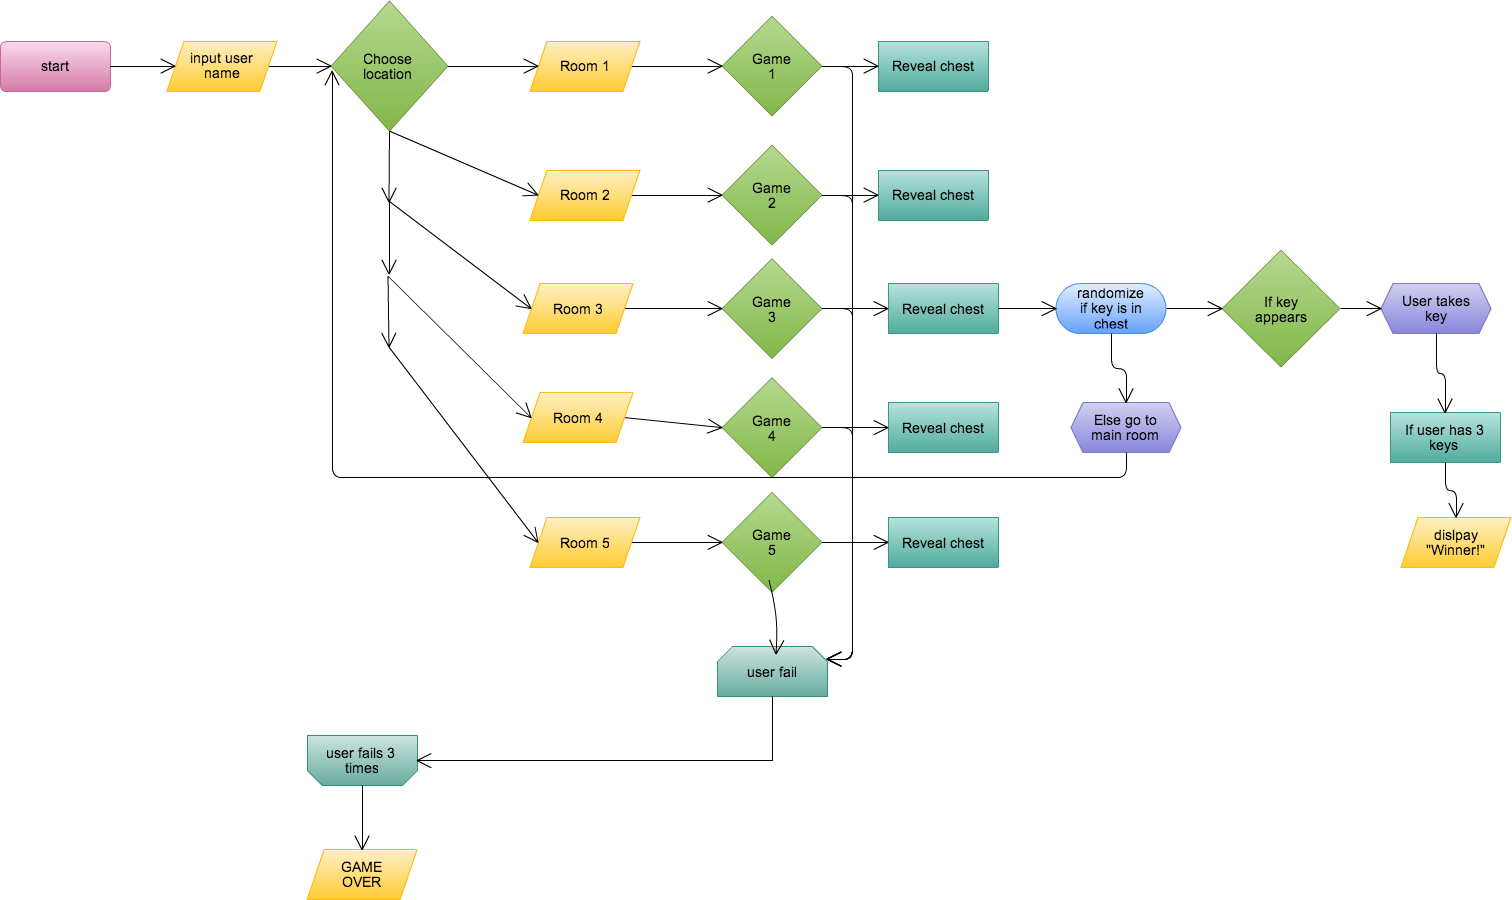 start
input user
name
Choose
location
Room 1
Game
1
Reveal chest
Room 2
Game
2
Reveal chest
Room 3
Game
3
Reveal chest
randomize
if key is in
chest
If key
appears
User takes
key
Room 4
Game
4
Reveal chest
Else go to
main room
If user has 3
keys
Room 5
Game
5
Reveal chest
dislpay
"Winner!"
user fail
user fails 3
times
GAME
OVER